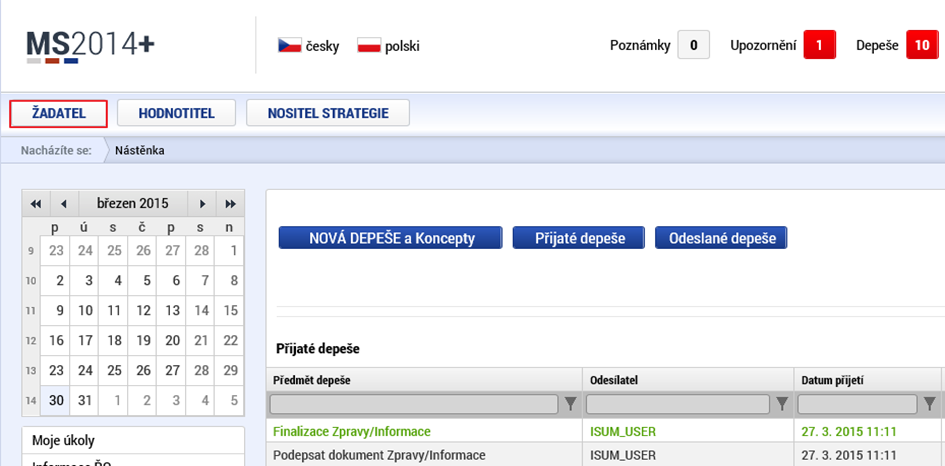 MS2014+
česky polski Poznámky 0 Upozornění 1 Depeše 10
ŽADATEL HODNOTITEL NOSITEL STRATEGIE
Nacházíte se: Nástěnka
březen 2015
p ú s č p s n
9 23 24 25 26 27 28 1
10 2 3 4 5 6 7 8
11 9 10 11 12 13 14 15
12 16 17 18 19 20 21 22
13 23 24 25 26 27 28 29
14 30 31 1 2 3 4 5
Moje úkoly
Informace ŘO
NOVÁ DEPEŠE a Koncepty Přijaté depeše Odeslané depeše
Přijaté depeše
Předmět depeše Odesílatel Datum přijetí
Finalizace Zpravy/Informace ISUM_USER 27. 3. 2015 11:11
Podepsat dokument Zpravy/Informace ISUM_USER 27. 3. 2015 11:11